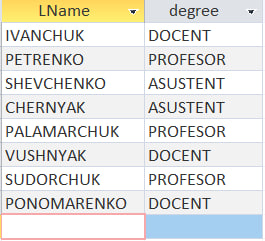 LName degree
IVANCHUK DOCENT
PETRENKO PROFESOR
SHEVCHENKO ASUSTENT
CHERNYAK ASUSTENT
PALAMARCHUK PROFESOR
VUSHNYAK DOCENT
SUDORCHUK PROFESOR
PONOMARENKO DOCENT